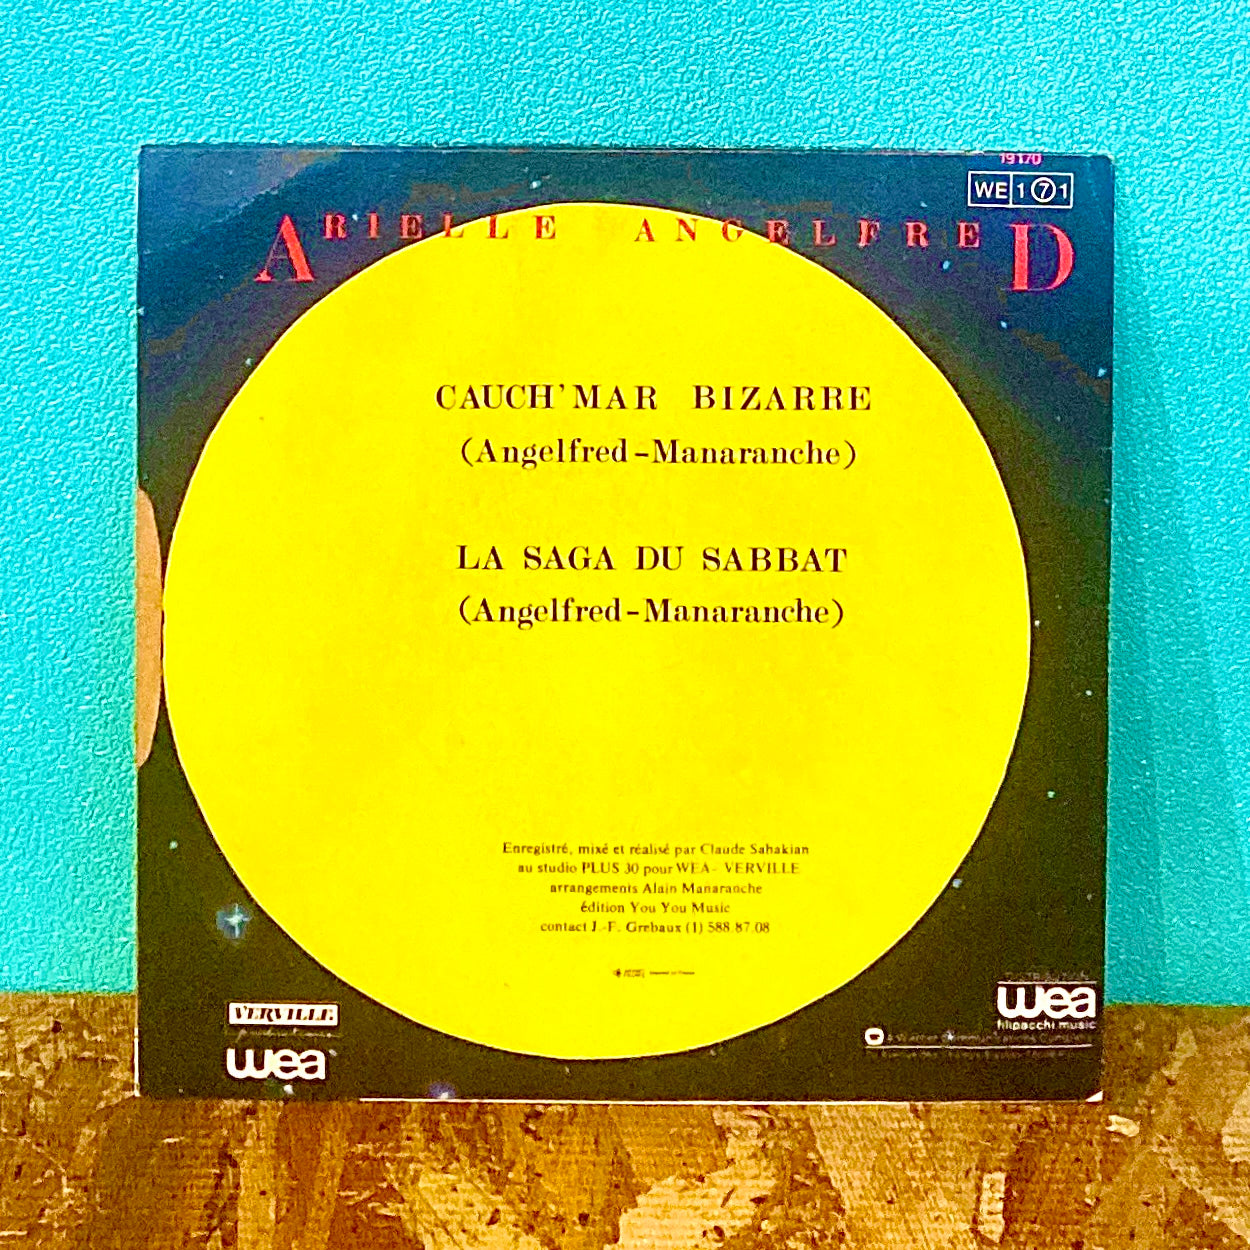 19170
WE 1 7 1
ARIELLE ANGELFRED
CAUCH'MAR BIZARRE
(Angelfred-Manaranche)
LA SAGA DU SABBAT
(Angelfred-Manaranche)
Enregistré, mixé et réalisé par Claude Sahakian
au studio PLUS 30 pour WEA- VERVILLE
arrangements Alain Manaranche
édition You You Music
contact J.-F. Grebaux (1) 588.87.08
VERVILLE
wea
DISTRIBUTION
wea
filipacchi music